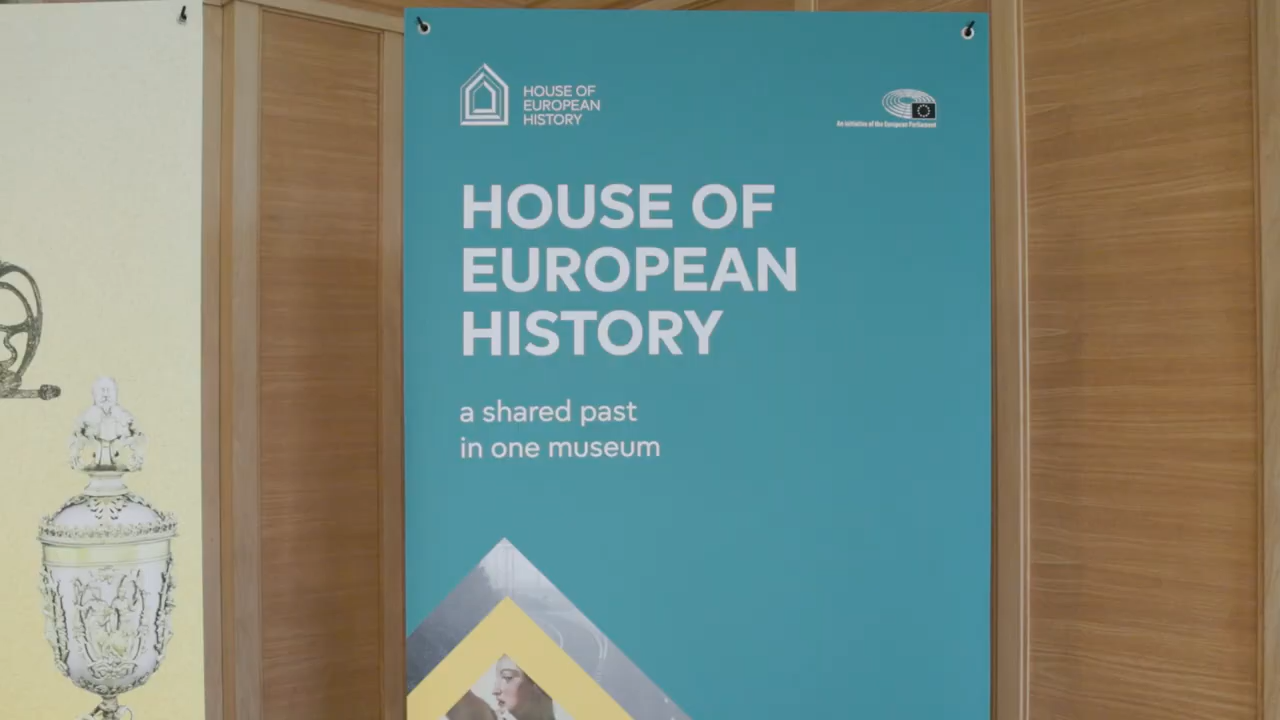 HOUSE OF
EUROPEAN
HISTORY
An initiative of the European Parliament
HOUSE OF
EUROPEAN
HISTORY
a shared past
in one museum